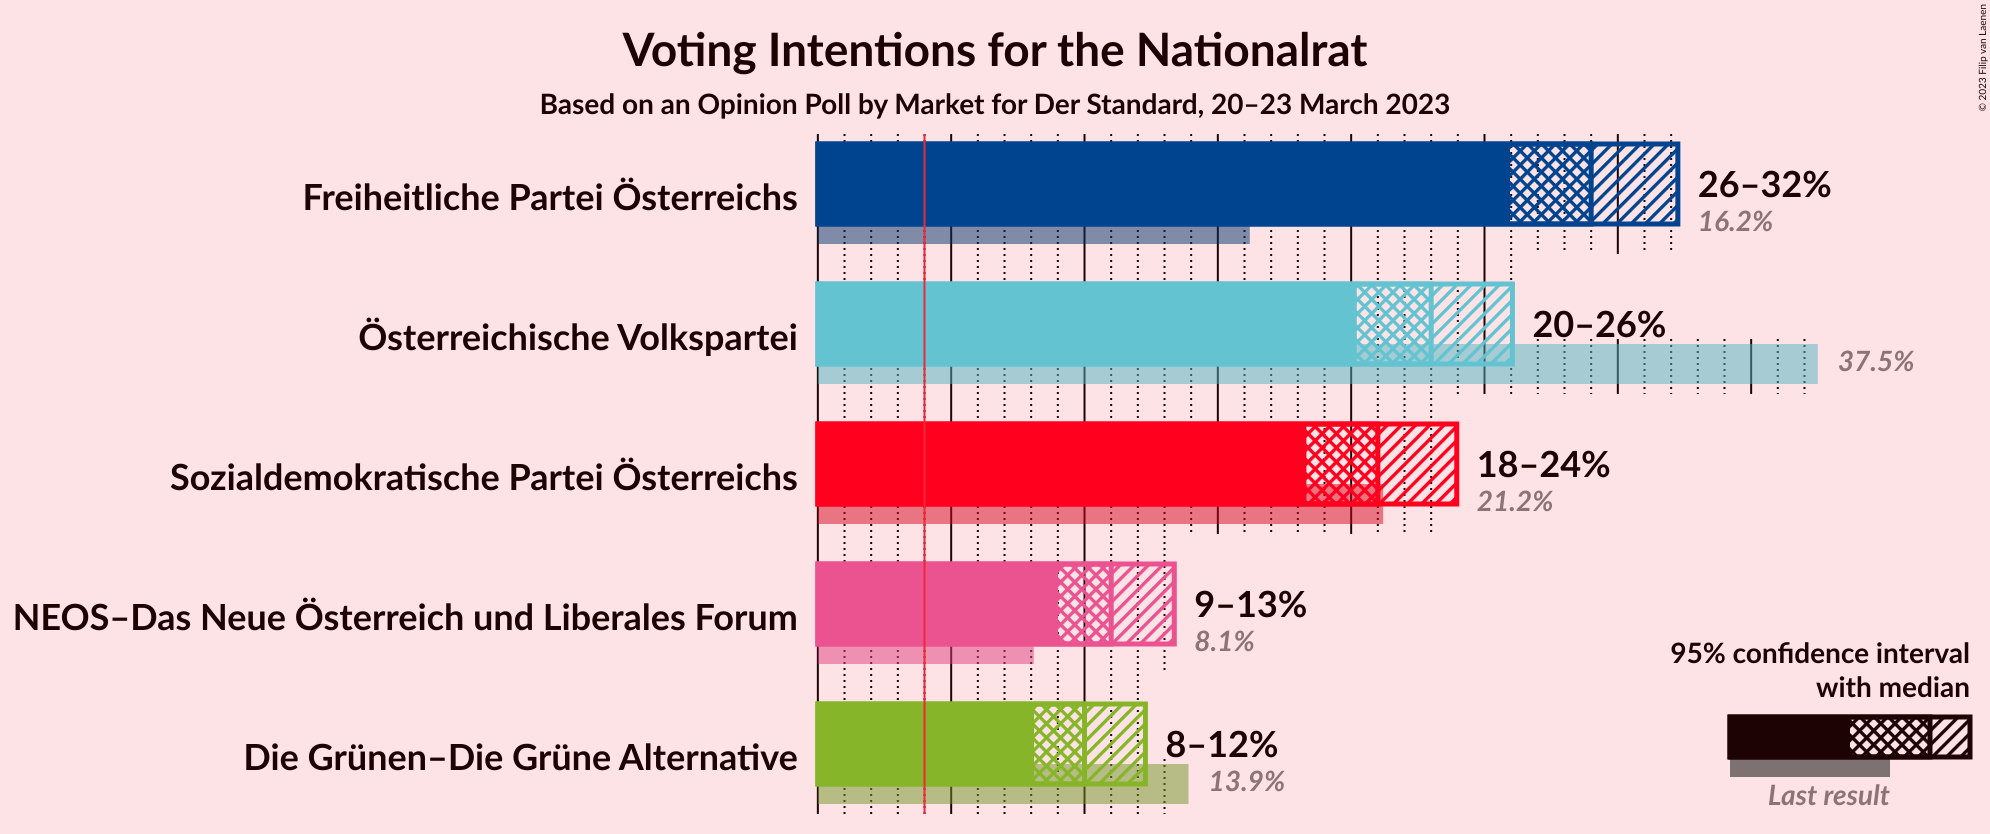 Voting Intentions for the Nationalrat
Based on an Opinion Poll by Market for Der Standard, 20–23 March 2023
© 2023 Filip van Laenen
Freiheitliche Partei Österreichs
26–32%
16.2%
Österreichische Volkspartei
20–26%
37.5%
Sozialdemokratische Partei Österreichs
18–24%
21.2%
NEOS–Das Neue Österreich und Liberales Forum
9–13%
8.1%
Die Grünen–Die Grüne Alternative
8–12%
13.9%
95% confidence interval
with median
Last result